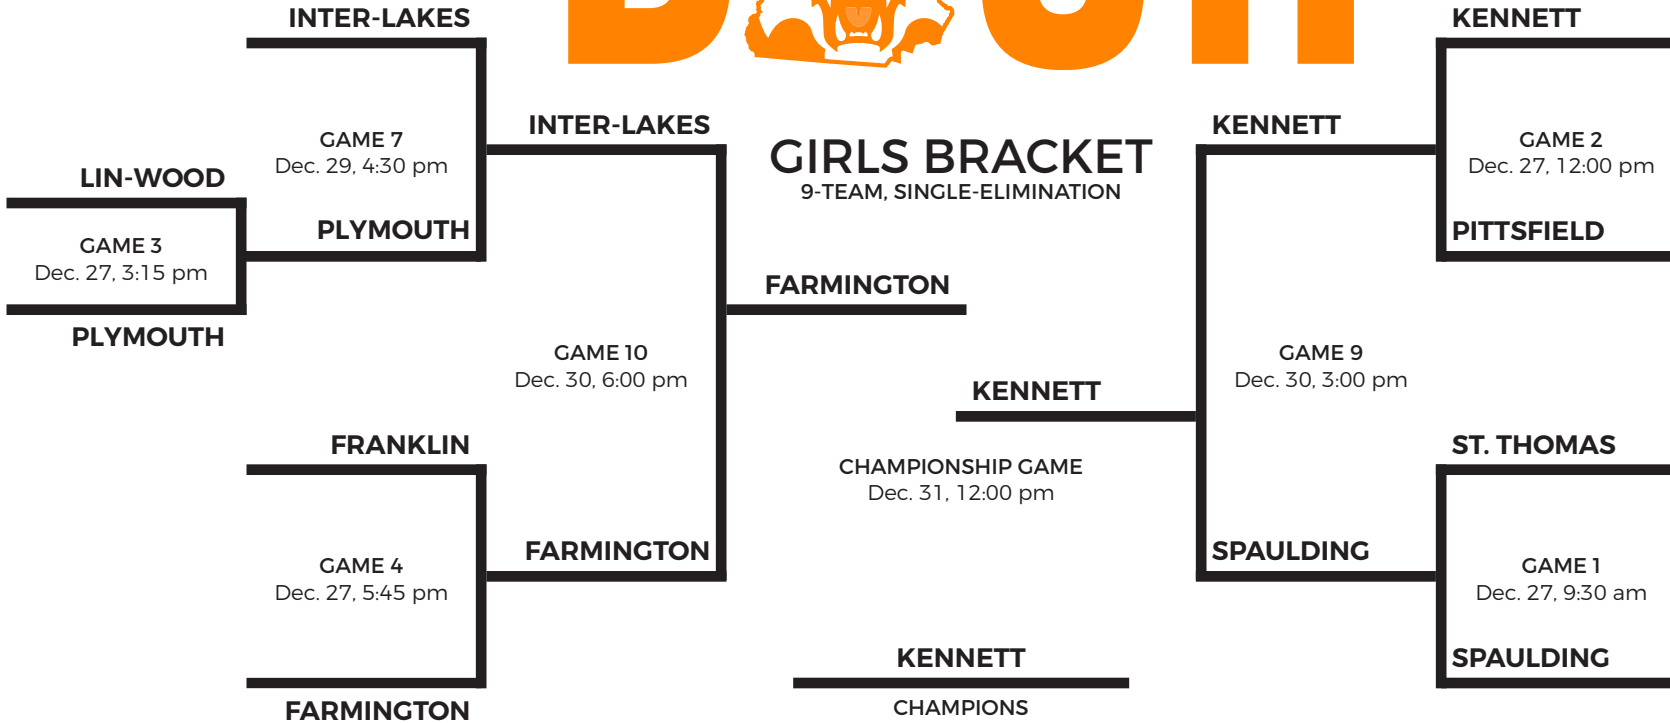 INTER-LAKES
KENNETT
INTER-LAKES
KENNETT
GIRLS BRACKET
9-TEAM, SINGLE-ELIMINATION
GAME 7
Dec. 29, 4:30 pm
GAME 2
Dec. 27, 12:00 pm
LIN-WOOD
PLYMOUTH
PITTSFIELD
GAME 3
Dec. 27, 3:15 pm
FARMINGTON
PLYMOUTH
GAME 10
Dec. 30, 6:00 pm
GAME 9
Dec. 30, 3:00 pm
KENNETT
FRANKLIN
ST. THOMAS
CHAMPIONSHIP GAME
Dec. 31, 12:00 pm
FARMINGTON
SPAULDING
GAME 4
Dec. 27, 5:45 pm
GAME 1
Dec. 27, 9:30 am
KENNETT
SPAULDING
CHAMPIONS
FARMINGTON